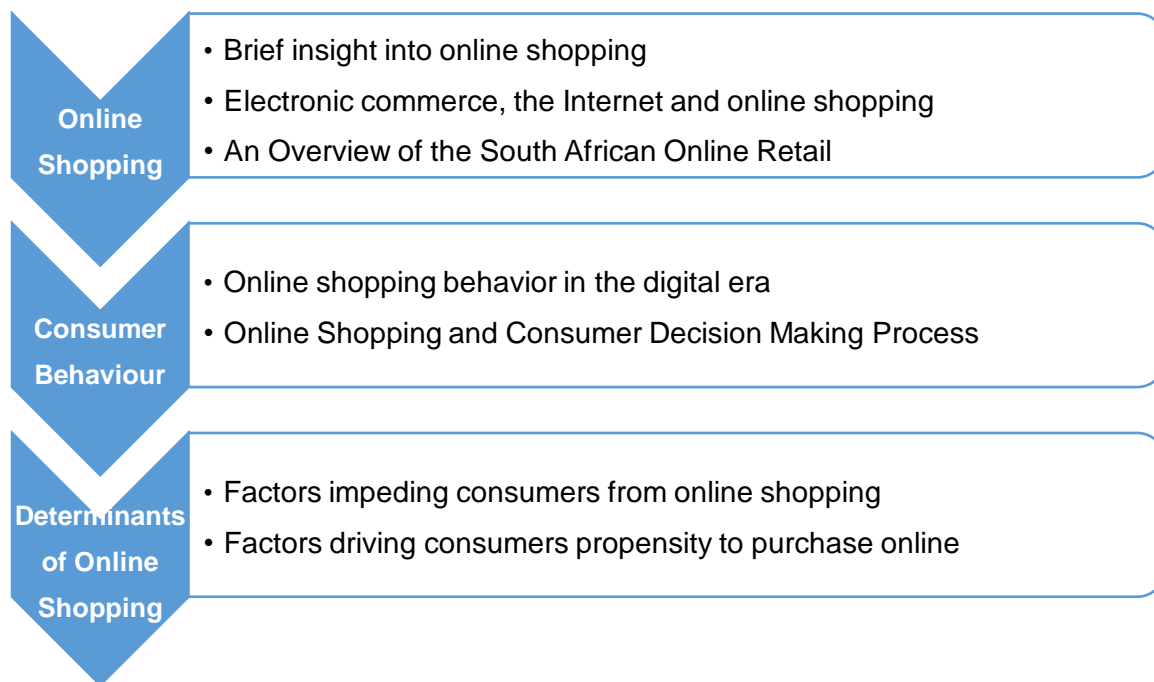 Online
Shopping
• Brief insight into online shopping
• Electronic commerce, the Internet and online shopping
• An Overview of the South African Online Retail
Consumer
Behaviour
• Online shopping behavior in the digital era
• Online Shopping and Consumer Decision Making Process
Determinants
of Online
Shopping
• Factors impeding consumers from online shopping
• Factors driving consumers propensity to purchase online